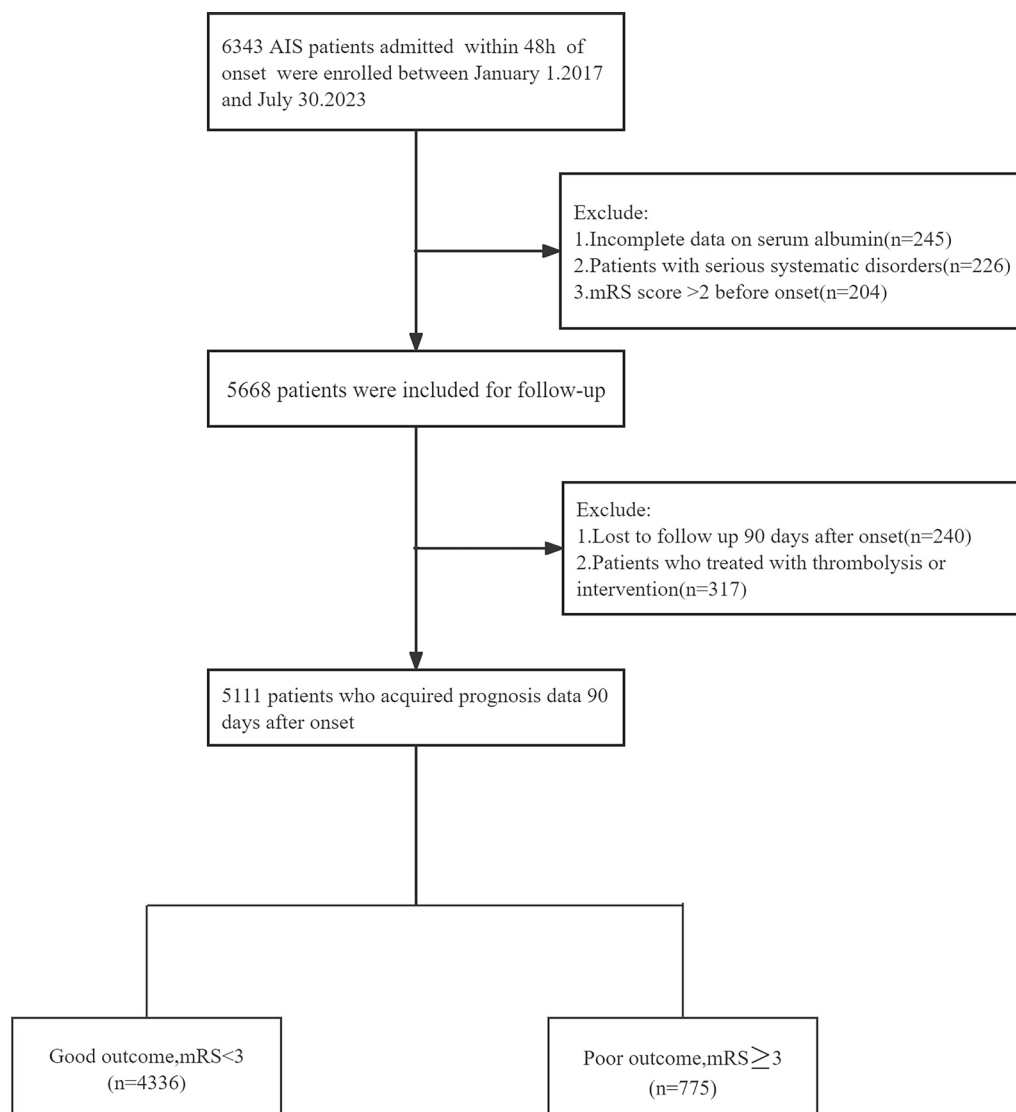 6343 AIS patients admitted within 48h of
onset were enrolled between January 1.2017
and July 30.2023
Exclude:
1.Incomplete data on serum albumin(n=245)
2.Patients with serious systematic disorders(n=226)
3.mRS score >2 before onset(n=204)
5668 patients were included for follow-up
Exclude:
1.Lost to follow up 90 days after onset(n=240)
2.Patients who treated with thrombolysis or
intervention(n=317)
5111 patients who acquired prognosis data 90
days after onset
Good outcome,mRS<3
(n=4336)
Poor outcome,mRS≥3
(n=775)